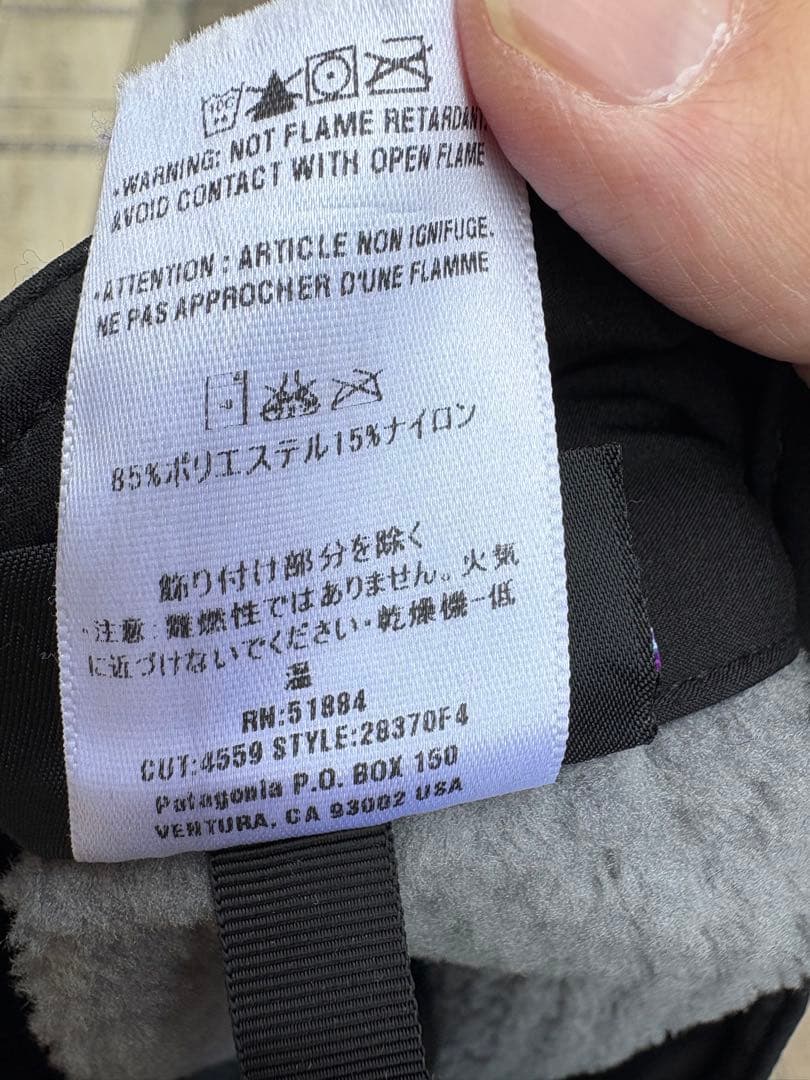 •WARNING: NOT FLAME RETARDANT.
AVOID CONTACT WITH OPEN FLAME
•ATTENTION : ARTICLE NON IGNIFUGE.
NE PAS APPROCHER D'UNE FLAMME
85%ポリエステル15%ナイロン
飾り付け部分を除く
•注意:難燃性ではありません。火気
に近づけないでください・乾燥機ー低
温
RN:51884
CUT:4559 STYLE:28370F4
Patagonia P.O. BOX 150
VENTURA, CA 93002 USA